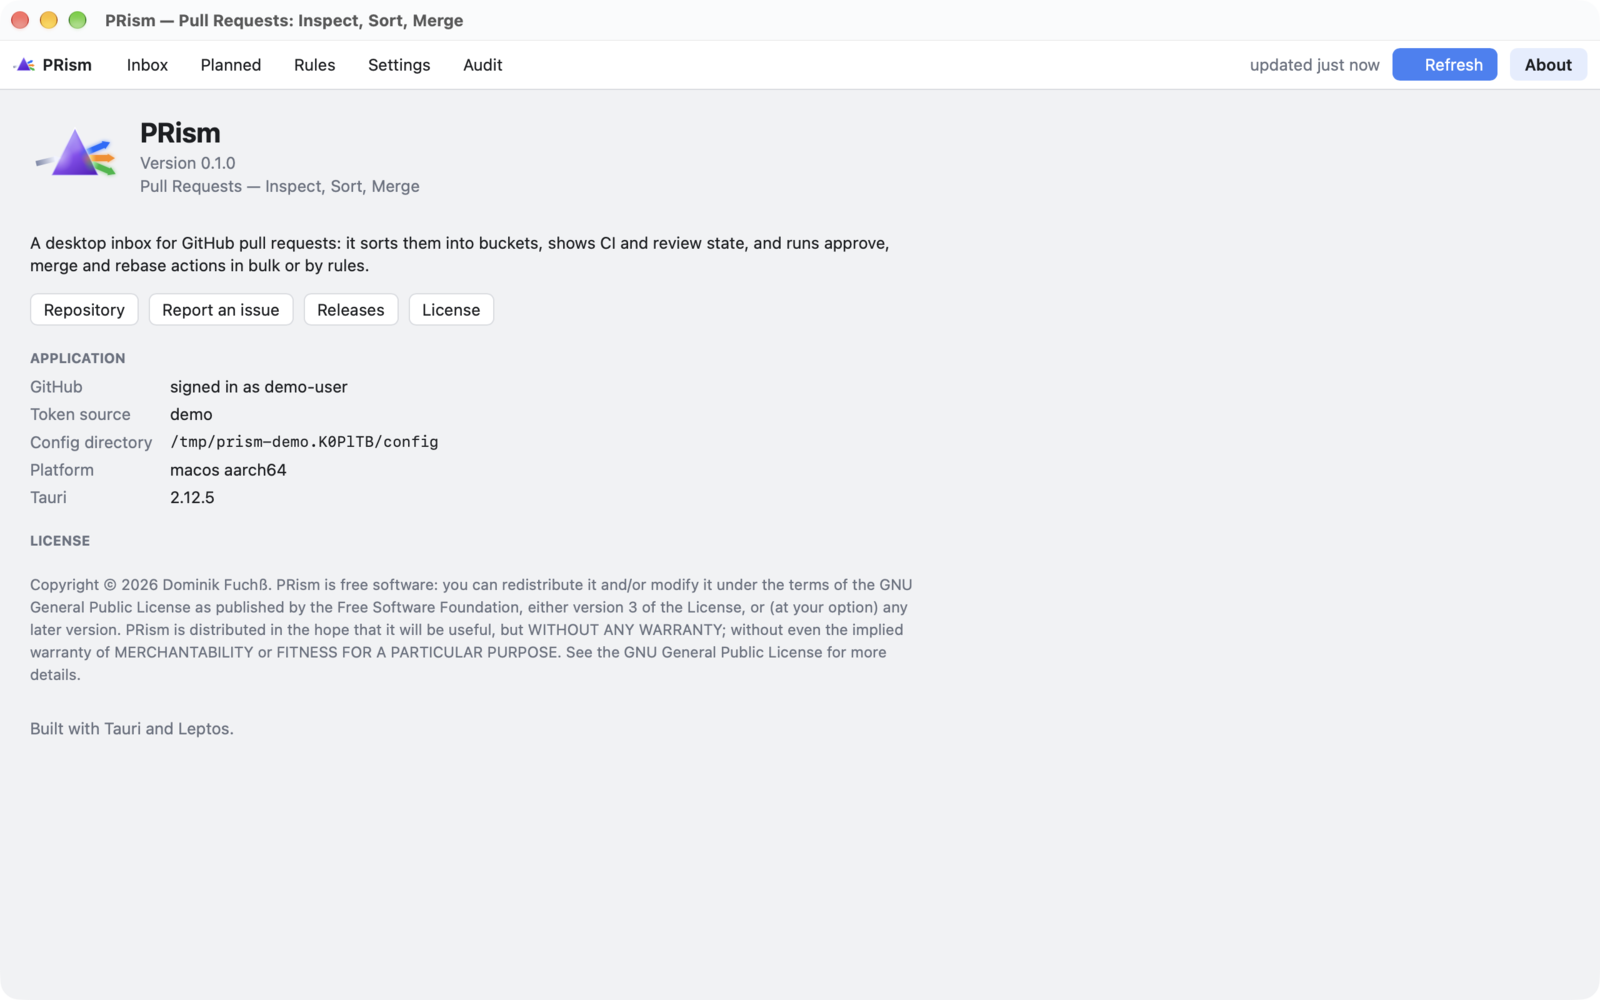 PRism — Pull Requests: Inspect, Sort, Merge
PRism Inbox Planned Rules Settings Audit updated just now Refresh About
PRism
Version 0.1.0
Pull Requests — Inspect, Sort, Merge
A desktop inbox for GitHub pull requests: it sorts them into buckets, shows CI and review state, and runs approve,
merge and rebase actions in bulk or by rules.
Repository Report an issue Releases License
APPLICATION
GitHub signed in as demo-user
Token source demo
Config directory /tmp/prism-demo.K0PlTB/config
Platform macos aarch64
Tauri 2.12.5
LICENSE
Copyright © 2026 Dominik Fuchß. PRism is free software: you can redistribute it and/or modify it under the terms of the GNU
General Public License as published by the Free Software Foundation, either version 3 of the License, or (at your option) any
later version. PRism is distributed in the hope that it will be useful, but WITHOUT ANY WARRANTY; without even the implied
warranty of MERCHANTABILITY or FITNESS FOR A PARTICULAR PURPOSE. See the GNU General Public License for more
details.
Built with Tauri and Leptos.